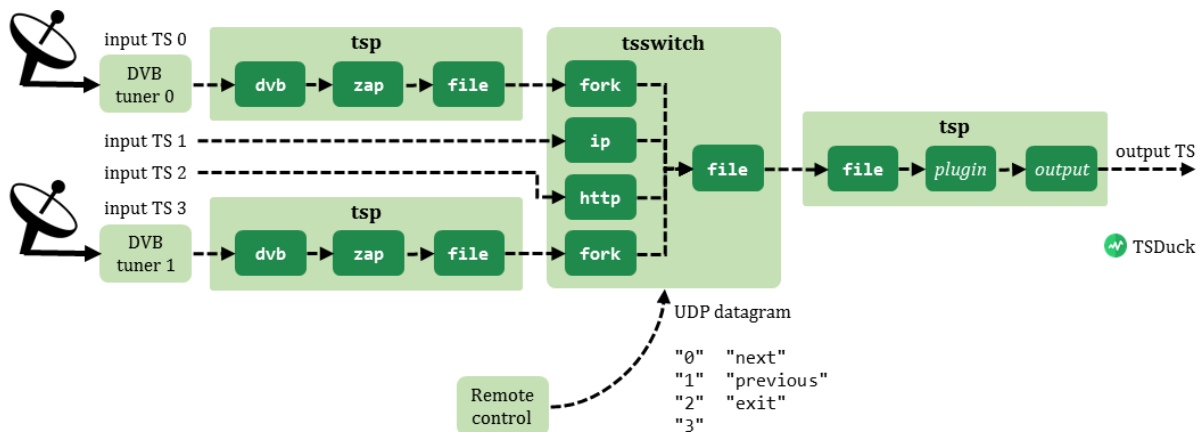 input TS 0
DVB
tuner 0
tsp
dvb
zap
file
tsswitch
fork
input TS 1
ip
input TS 2
http
input TS 3
DVB
tuner 1
tsp
dvb
zap
file
fork
file
tsp
file
plugin
output
output TS
TSDuck
UDP datagram
"0" "next"
"1" "previous"
"2" "exit"
"3"
Remote
control